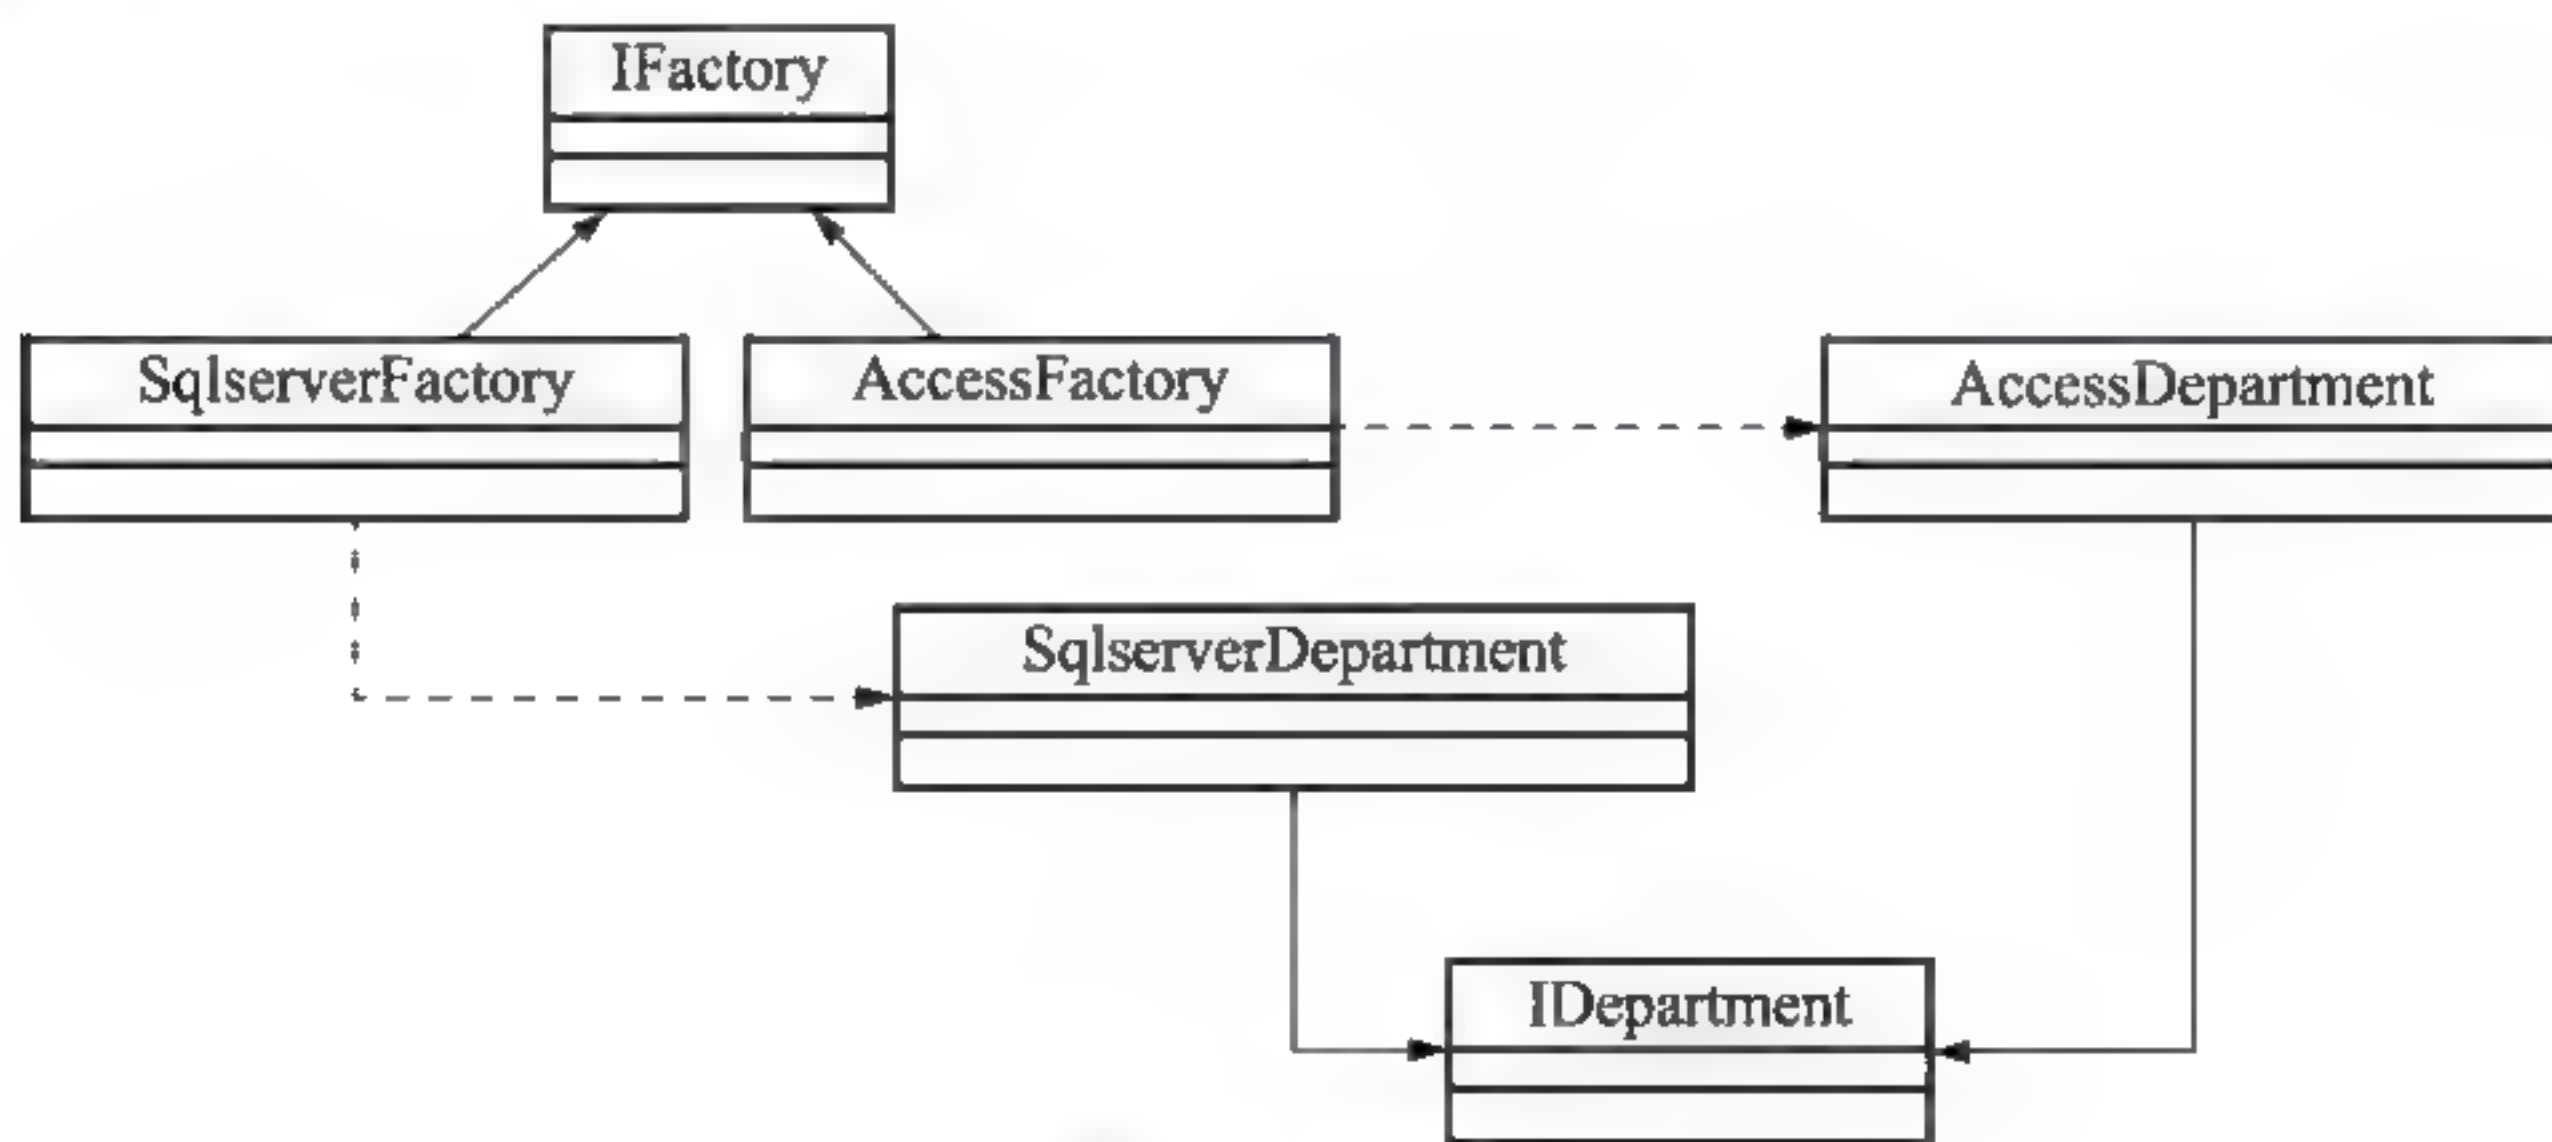 IFactory
SqlserverFactory
AccessFactory
AccessDepartment
SqlserverDepartment
IDepartment